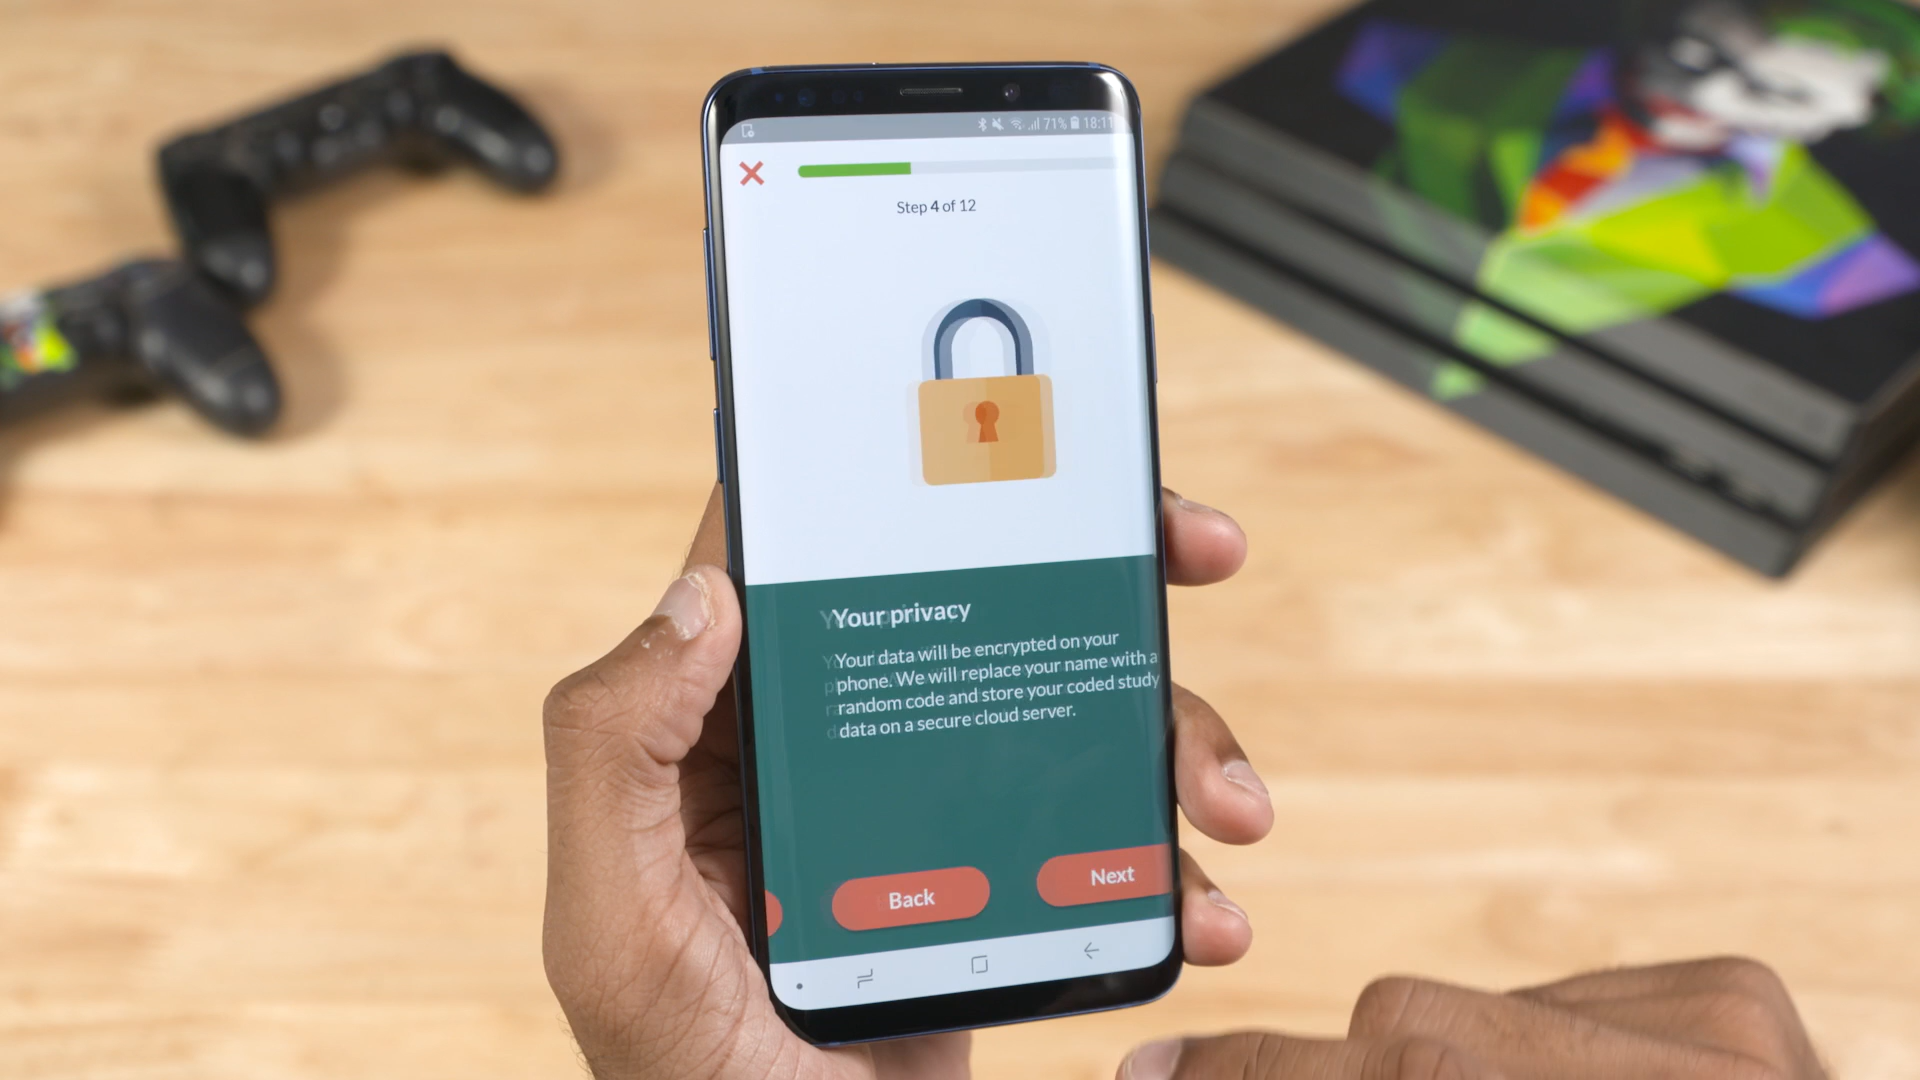 71% 18:11
Step 4 of 12
Your privacy
Your data will be encrypted on your
phone. We will replace your name with a
random code and store your coded study
data on a secure cloud server.
Back
Next